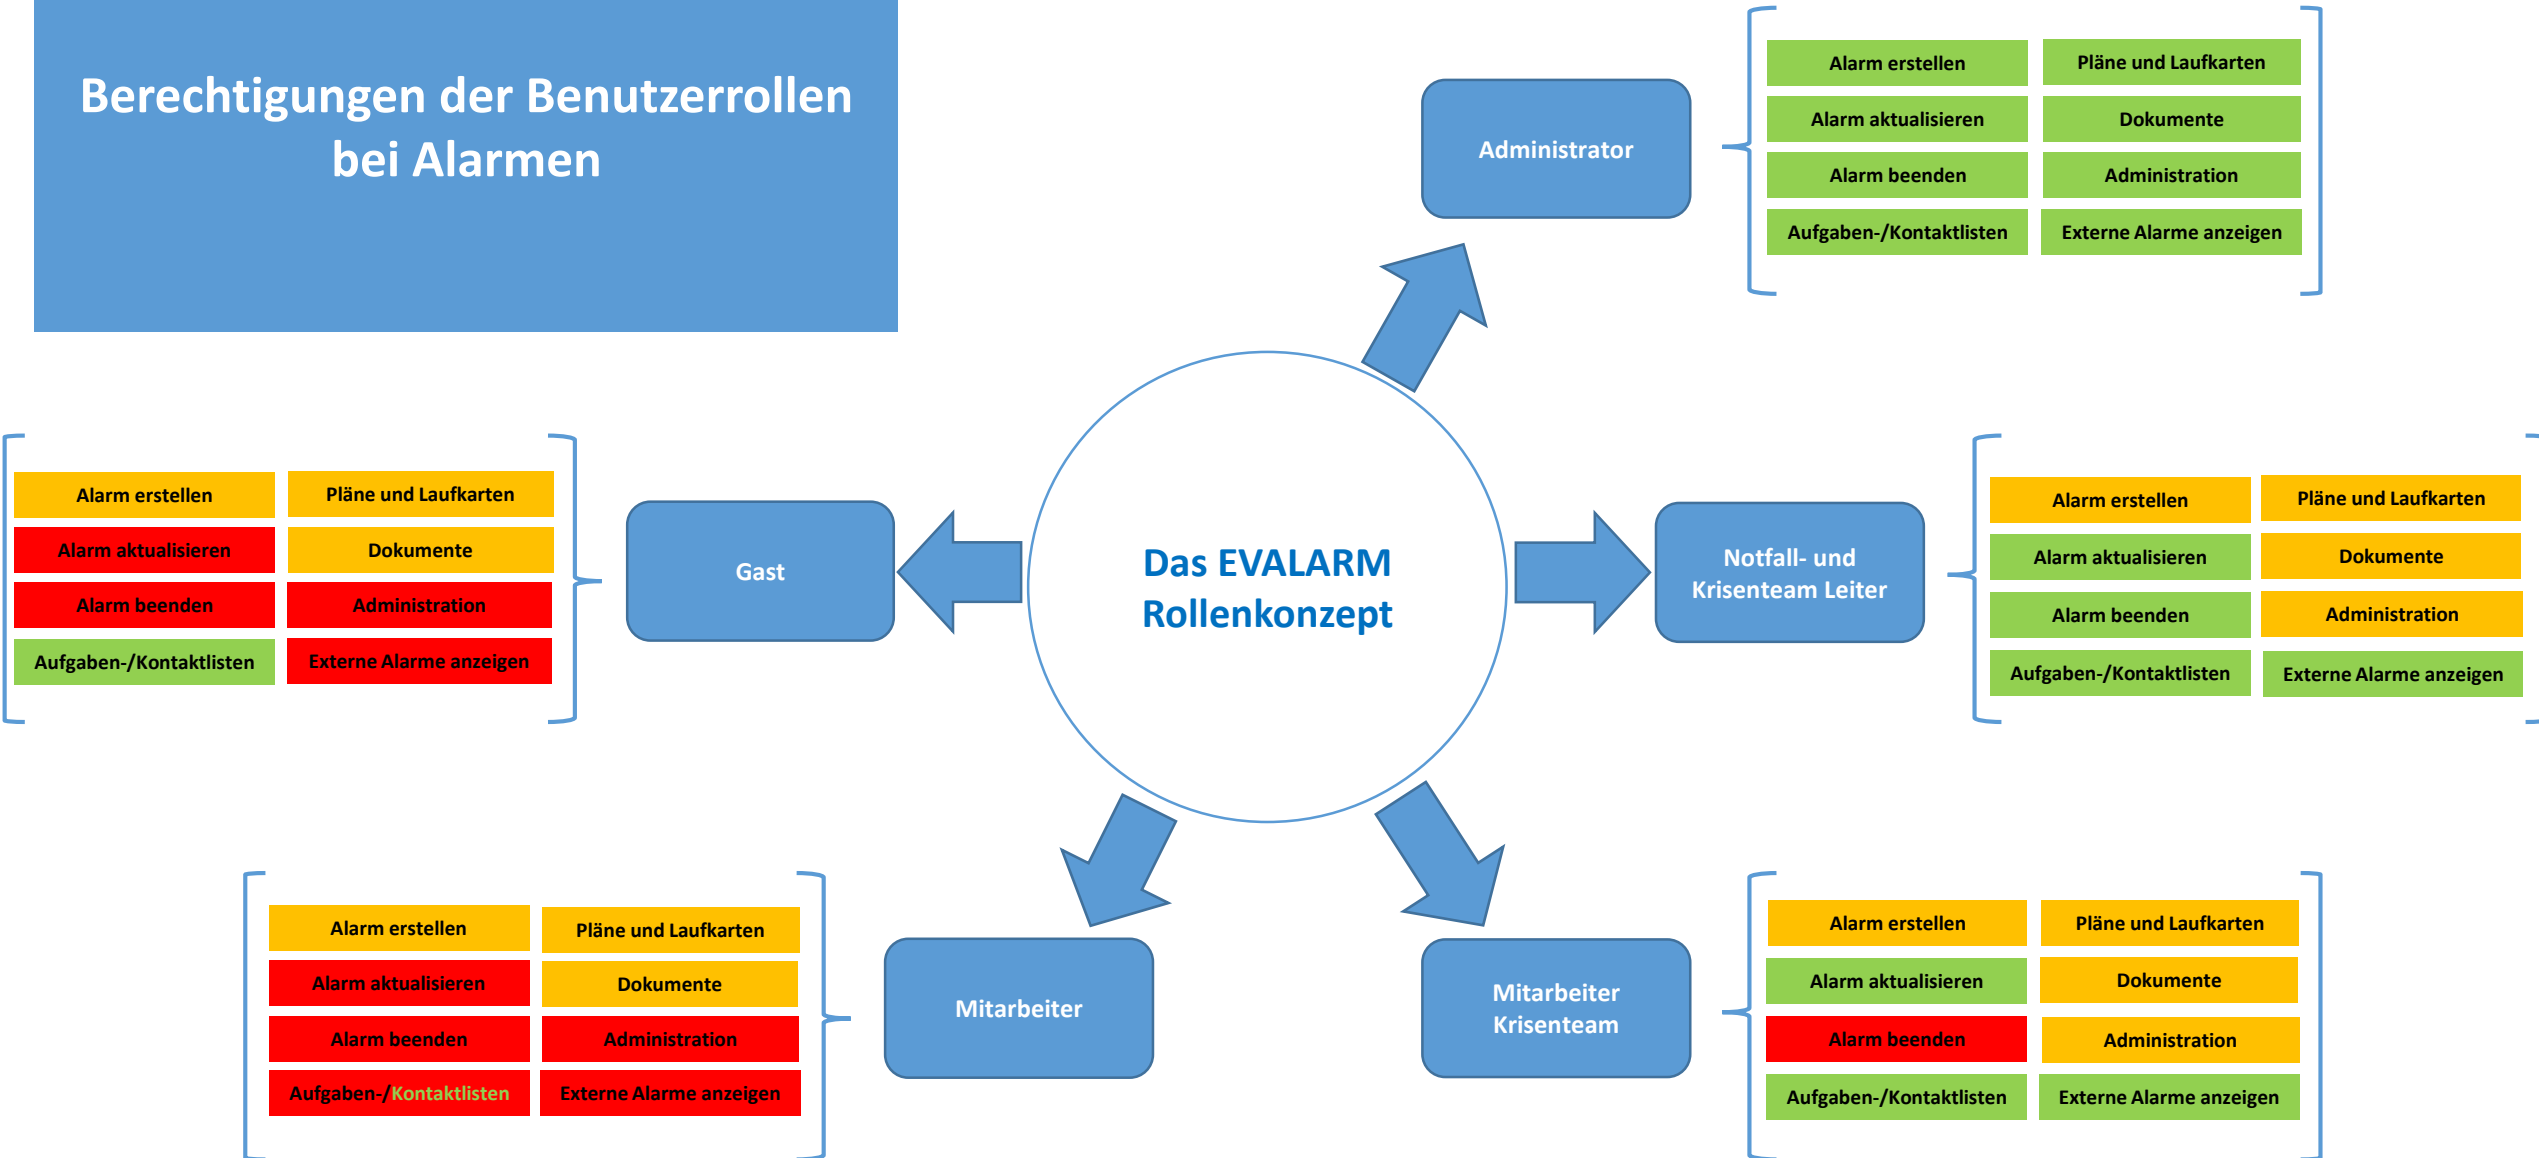 Berechtigungen der Benutzerrollen
bei Alarmen
Administrator
Alarm erstellen
Pläne und Laufkarten
Alarm aktualisieren
Dokumente
Alarm beenden
Administration
Aufgaben-/Kontaktlisten
Externe Alarme anzeigen
Das EVALARM
Rollenkonzept
Alarm erstellen
Pläne und Laufkarten
Alarm aktualisieren
Dokumente
Alarm beenden
Administration
Aufgaben-/Kontaktlisten
Externe Alarme anzeigen
Gast
Notfall- und
Krisenteam Leiter
Alarm erstellen
Pläne und Laufkarten
Alarm aktualisieren
Dokumente
Alarm beenden
Administration
Aufgaben-/Kontaktlisten
Externe Alarme anzeigen
Alarm erstellen
Pläne und Laufkarten
Alarm aktualisieren
Dokumente
Alarm beenden
Administration
Aufgaben-/Kontaktlisten
Externe Alarme anzeigen
Mitarbeiter
Mitarbeiter
Krisenteam
Alarm erstellen
Pläne und Laufkarten
Alarm aktualisieren
Dokumente
Alarm beenden
Administration
Aufgaben-/Kontaktlisten
Externe Alarme anzeigen